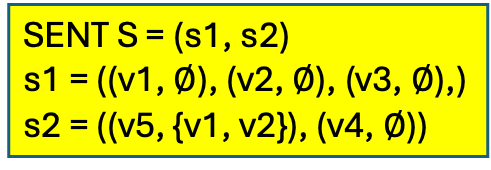 SENT S = (s1, s2)
s1 = ((v1, Ø), (v2, Ø), (v3, Ø),)
s2 = ((v5, {v1, v2}), (v4, Ø))